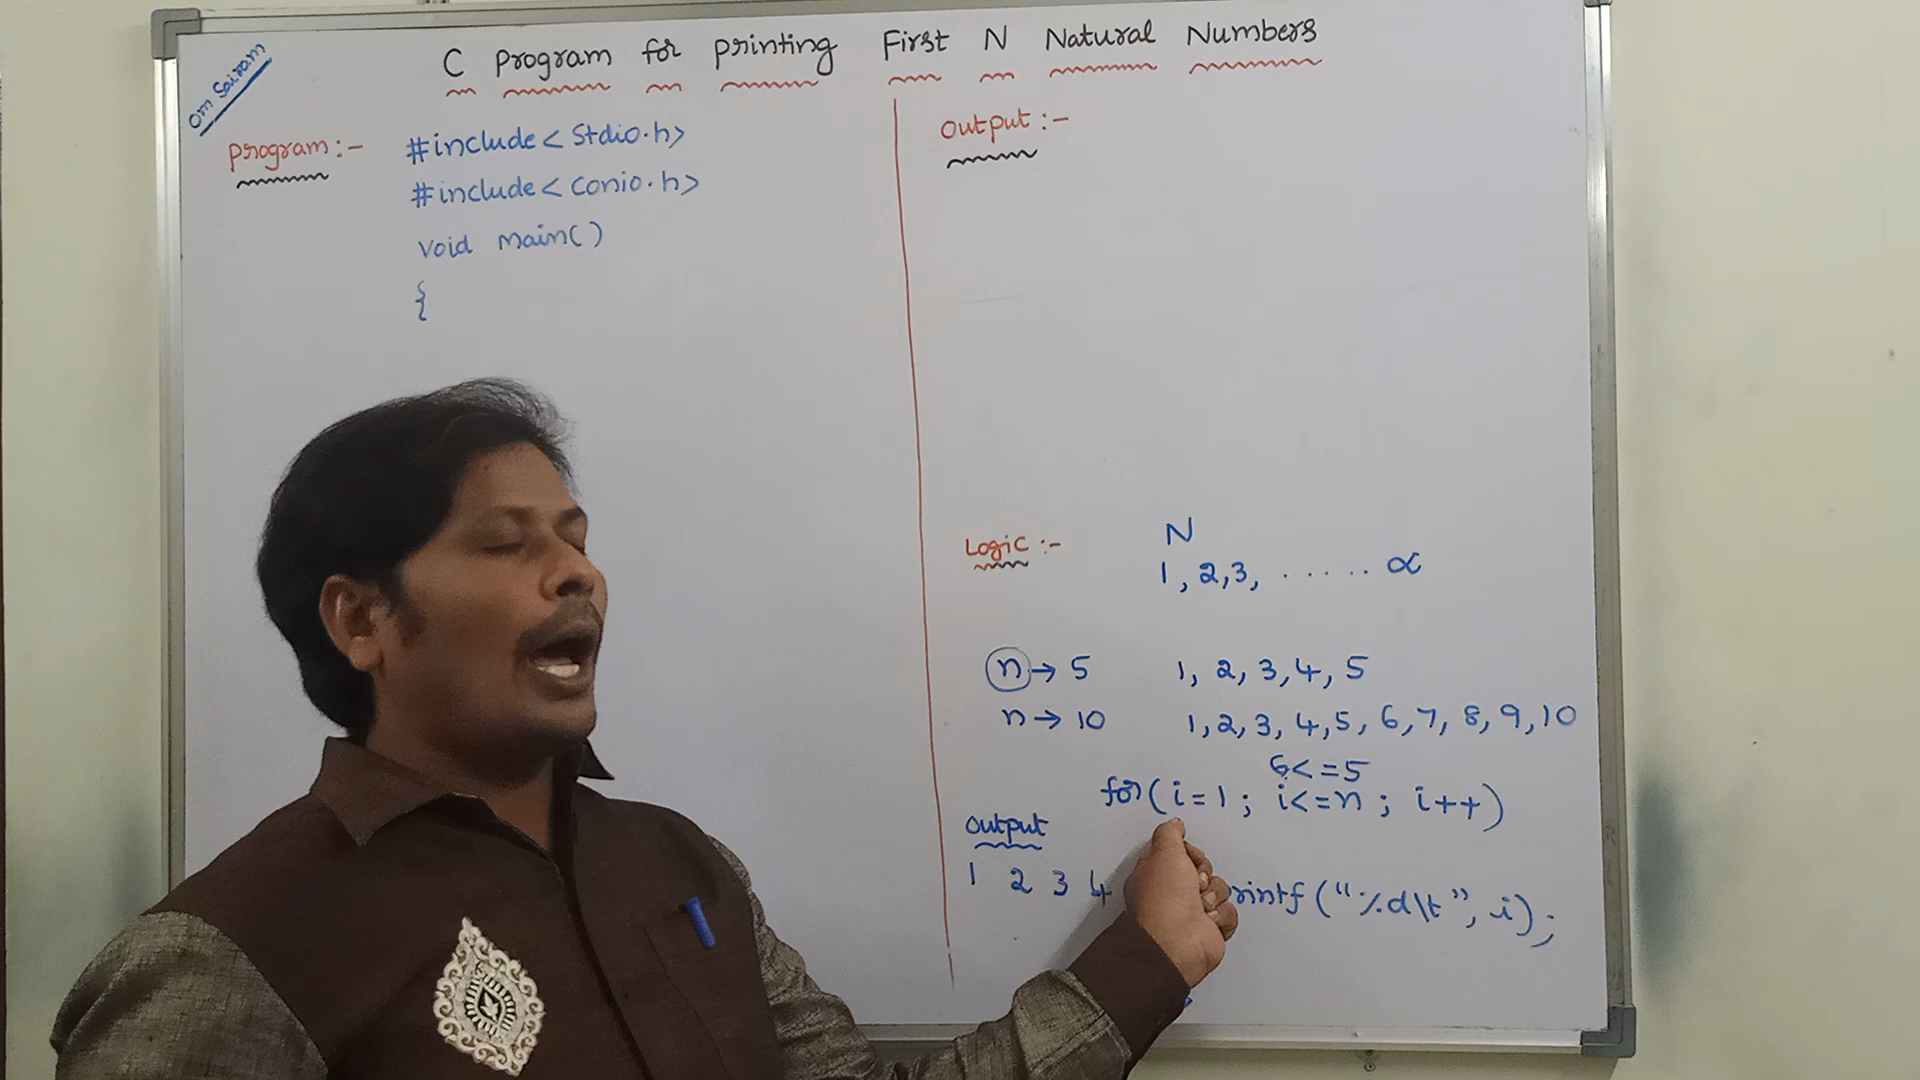 C Program for printing First N Natural Numbers
Om Sairam
Program :-
#include< Stdio.h>
#include< Conio.h>
Void Main()
{
Output :-
Logic :-
N
1, 2,3, ...... ∝
n → 5 1, 2, 3, 4, 5
n → 10 1, 2, 3, 4, 5, 6, 7, 8, 9, 10
6<=5
for( i=1 ; i<=n ; i++)
Output
1 2 3 4
rintf ("%d\t", i);